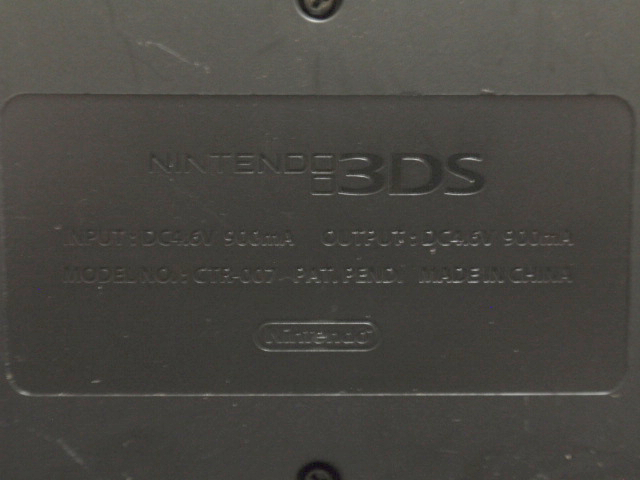 NINTENDO 3DS
INPUT : DC4.6V 900mA OUTPUT : DC4.6V 900mA
MODEL NO. : CTR-007 PAT. PEND. MADE IN CHINA
Nintendo